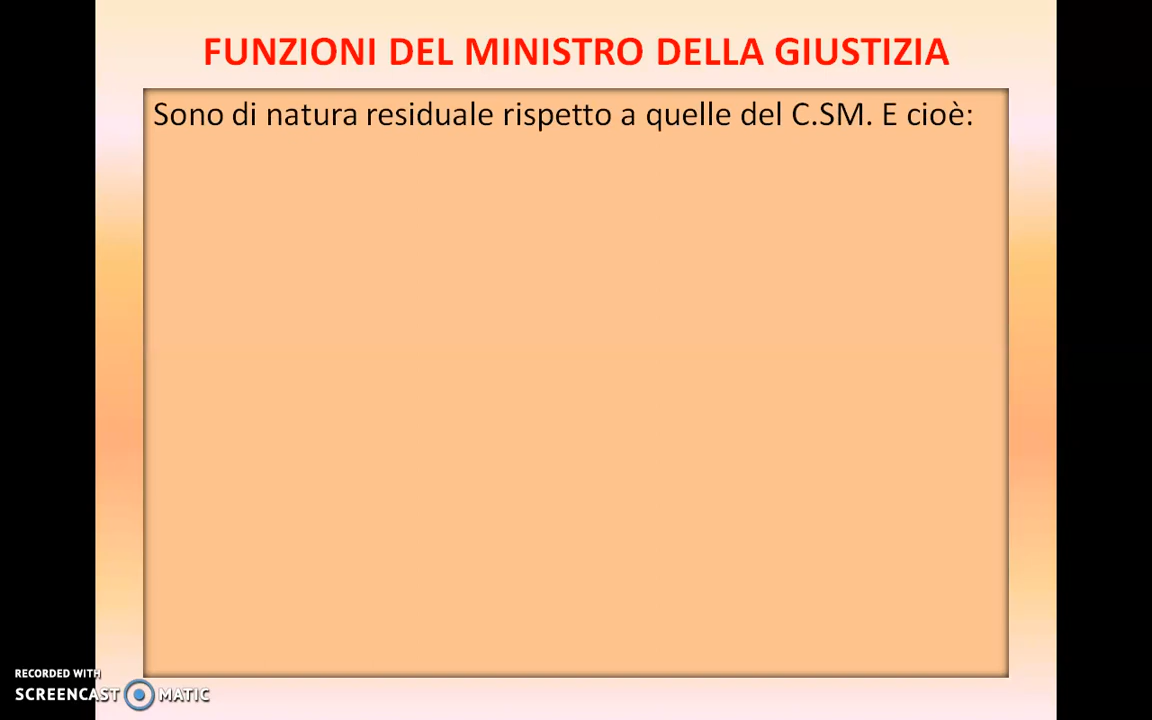 FUNZIONI DEL MINISTRO DELLA GIUSTIZIA
Sono di natura residuale rispetto a quelle del C.SM. E cioè:
RECORDED WITH
SCREENCAST MATIC